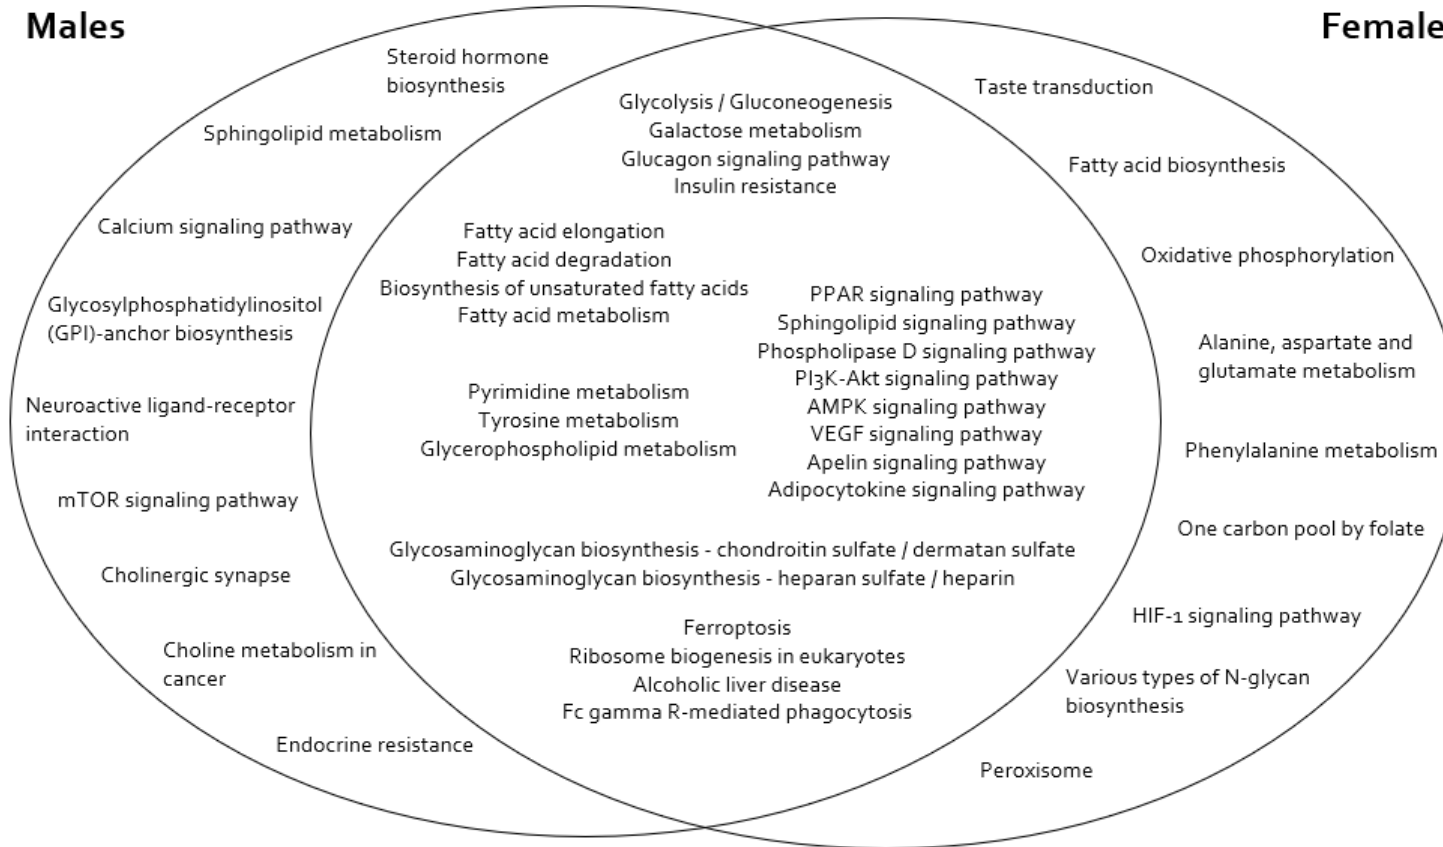 Males
Female
Steroid hormone
biosynthesis
Sphingolipid metabolism
Calcium signaling pathway
Glycosylphosphatidylinositol
(GPI)-anchor biosynthesis
Neuroactive ligand-receptor
interaction
mTOR signaling pathway
Cholinergic synapse
Choline metabolism in
cancer
Endocrine resistance
Glycolysis / Gluconeogenesis
Galactose metabolism
Glucagon signaling pathway
Insulin resistance
Fatty acid elongation
Fatty acid degradation
Biosynthesis of unsaturated fatty acids
Fatty acid metabolism
Pyrimidine metabolism
Tyrosine metabolism
Glycerophospholipid metabolism
PPAR signaling pathway
Sphingolipid signaling pathway
Phospholipase D signaling pathway
PI3K-Akt signaling pathway
AMPK signaling pathway
VEGF signaling pathway
Apelin signaling pathway
Adipocytokine signaling pathway
Glycosaminoglycan biosynthesis - chondroitin sulfate / dermatan sulfate
Glycosaminoglycan biosynthesis - heparan sulfate / heparin
Ferroptosis
Ribosome biogenesis in eukaryotes
Alcoholic liver disease
Fc gamma R-mediated phagocytosis
Taste transduction
Fatty acid biosynthesis
Oxidative phosphorylation
Alanine, aspartate and
glutamate metabolism
Phenylalanine metabolism
One carbon pool by folate
HIF-1 signaling pathway
Various types of N-glycan
biosynthesis
Peroxisome